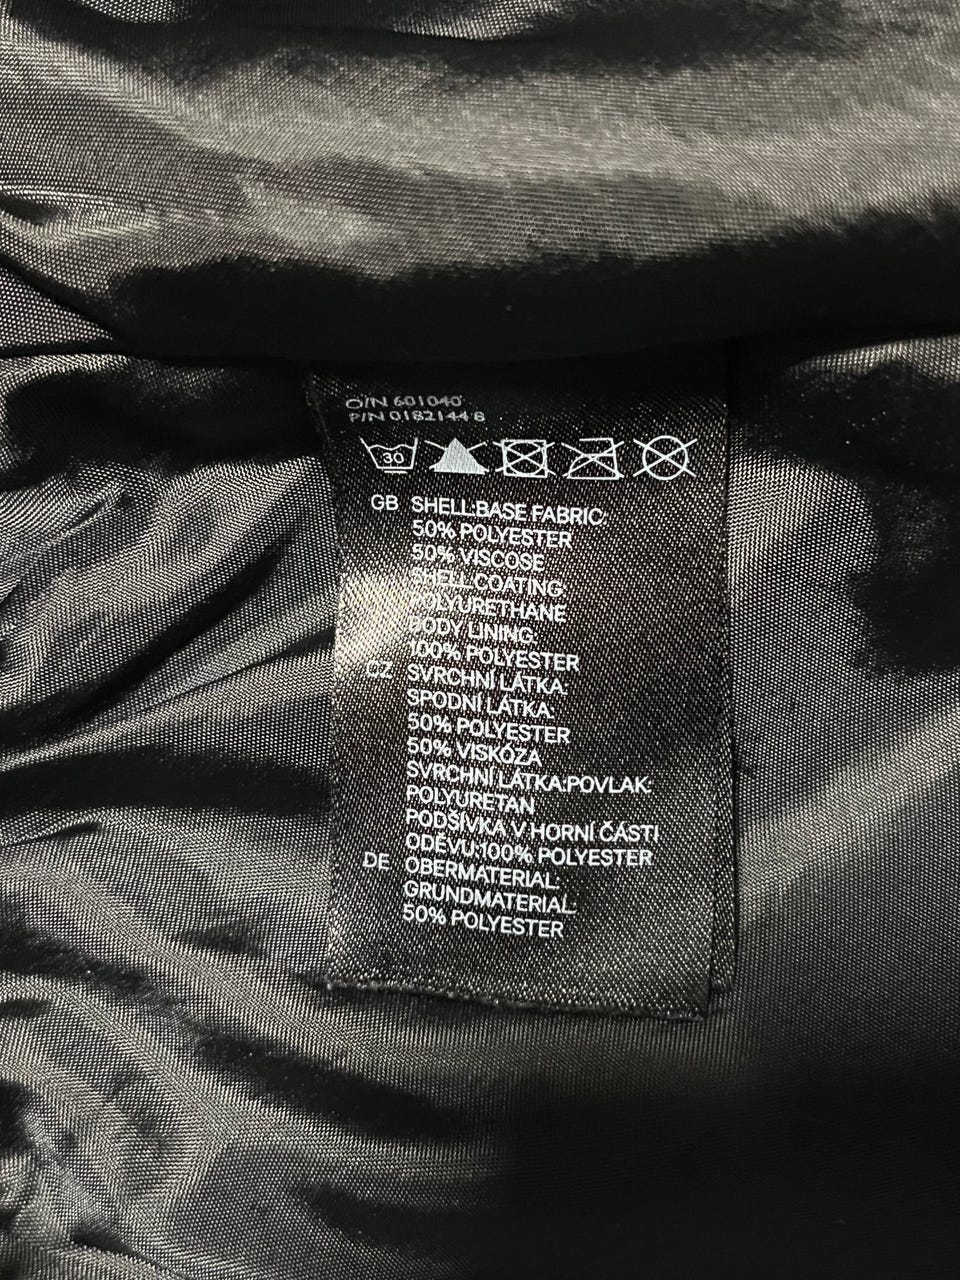 O/N 601040
P/N 0182144 8
30
GB SHELL:BASE FABRIC:
50% POLYESTER
50% VISCOSE
SHELL:COATING
POLYURETHANE
BODY LINING:
100% POLYESTER
CZ SVRCHNÍ LÁTKA:
SPODNÍ LÁTKA:
50% POLYESTER
50% VISKÓZA
SVRCHNÍ LÁTKA:POVLAK:
POLYURETAN
PODŠÍVKA V HORNÍ ČÁSTI
ODĚVU:100% POLYESTER
DE OBERMATERIAL:
GRUNDMATERIAL:
50% POLYESTER